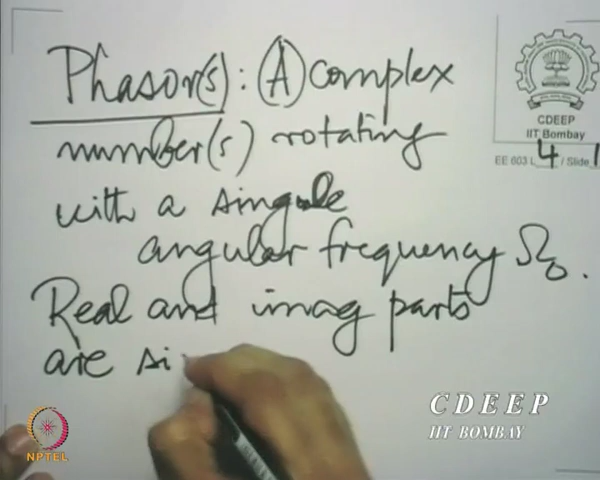 Phasor(s): (A) complex
number(s) rotating
with a single
angular frequency Ω₀.
Real and imag parts
are si
CDEEP
IIT Bombay
EE 603 L 4 / Slide 1
CDEEP
IIT BOMBAY
NPTEL